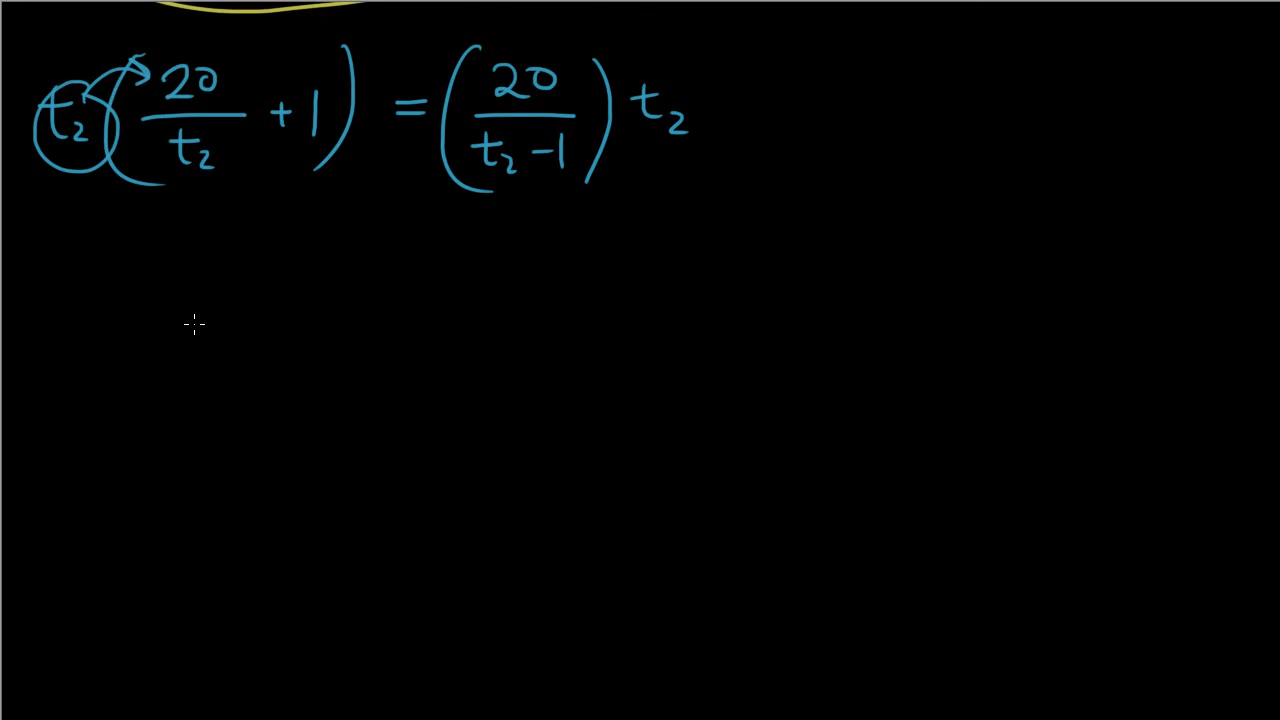 t₂(20/t₂ + 1) = (20/(t₂ - 1)) t₂